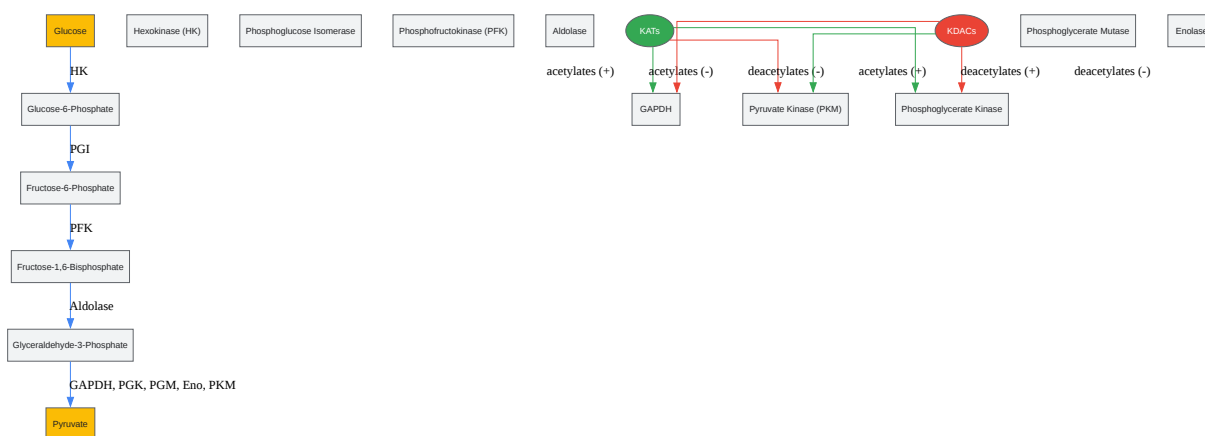 Glucose
Hexokinase (HK)
Phosphoglucose Isomerase
Phosphofructokinase (PFK)
Aldolase
KATs
KDACs
Phosphoglycerate Mutase
Enolase
HK
acetylates (+)
acetylates (-)
deacetylates (-)
acetylates (+)
deacetylates (+)
deacetylates (-)
Glucose-6-Phosphate
GAPDH
Pyruvate Kinase (PKM)
Phosphoglycerate Kinase
PGI
Fructose-6-Phosphate
PFK
Fructose-1,6-Bisphosphate
Aldolase
Glyceraldehyde-3-Phosphate
GAPDH, PGK, PGM, Eno, PKM
Pyruvate